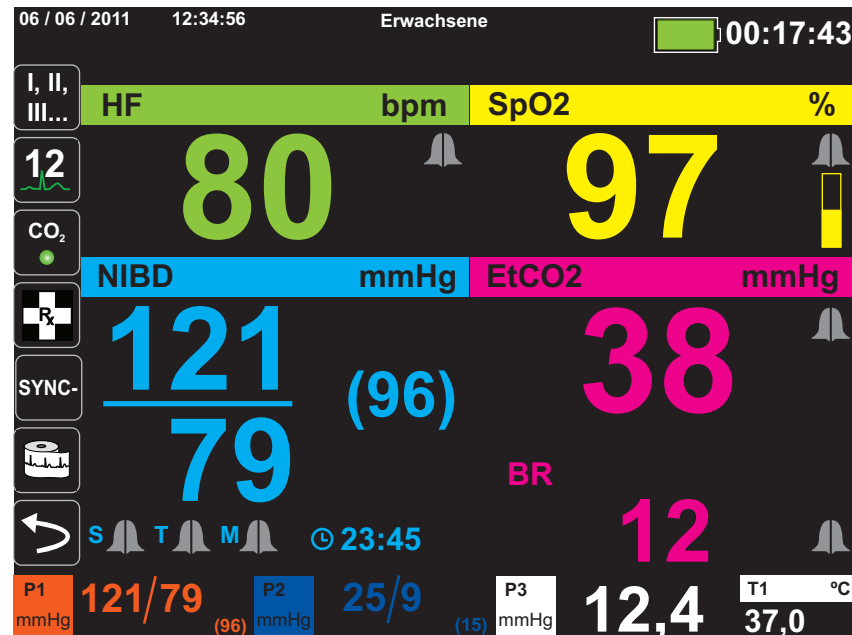 06 / 06 / 2011 12:34:56 Erwachsene 00:17:43
I, II,
III...
HF bpm SpO2 %
12
80 97
CO2
NIBD mmHg EtCO2 mmHg
Rx
121
79
(96)
38
SYNC-
BR
12
S T M 23:45
P1
mmHg
121/79
(96)
P2
mmHg
25/9
(15)
P3
mmHg
12,4
T1 ºC
37,0